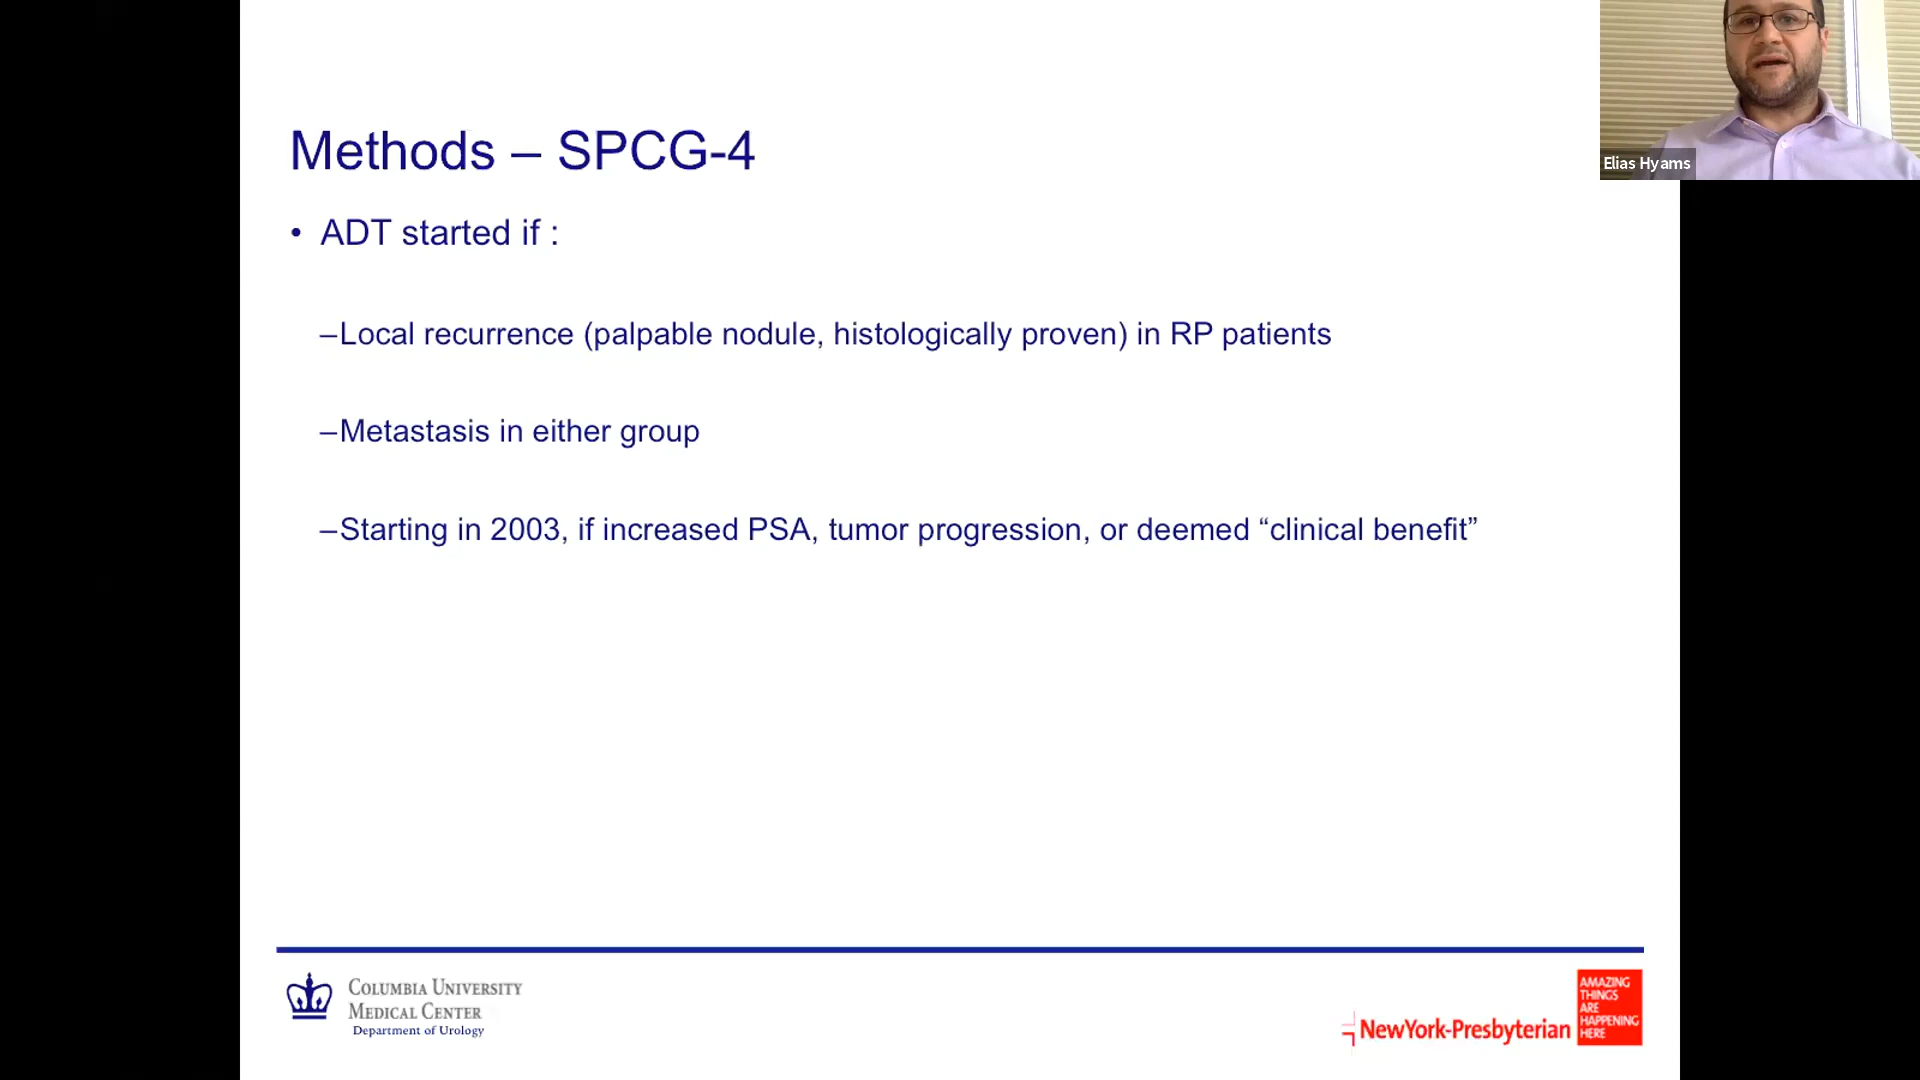 Elias Hyams
Methods – SPCG-4
• ADT started if :
–Local recurrence (palpable nodule, histologically proven) in RP patients
–Metastasis in either group
–Starting in 2003, if increased PSA, tumor progression, or deemed “clinical benefit”
COLUMBIA UNIVERSITY
MEDICAL CENTER
Department of Urology
NewYork-Presbyterian
AMAZING
THINGS
ARE
HAPPENING
HERE